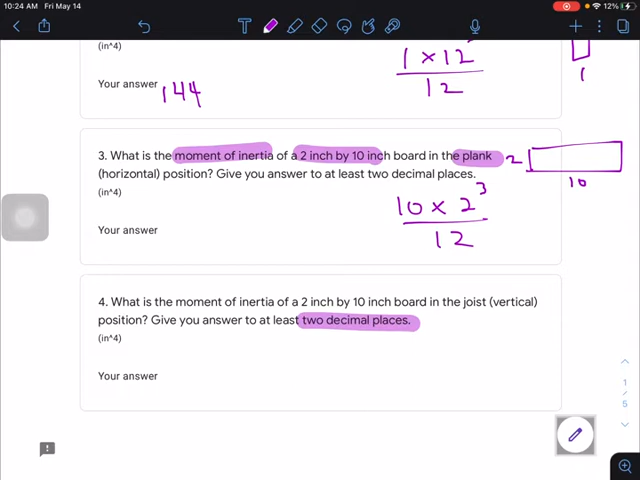 10:24 AM Fri May 14
12%
(in^4)
1 × 12
12
Your answer 144
1
3. What is the moment of inertia of a 2 inch by 10 inch board in the plank
(horizontal) position? Give you answer to at least two decimal places.
(in^4)
2
10
10 × 2^3
12
Your answer
4. What is the moment of inertia of a 2 inch by 10 inch board in the joist (vertical)
position? Give you answer to at least two decimal places.
(in^4)
Your answer
1
/
5